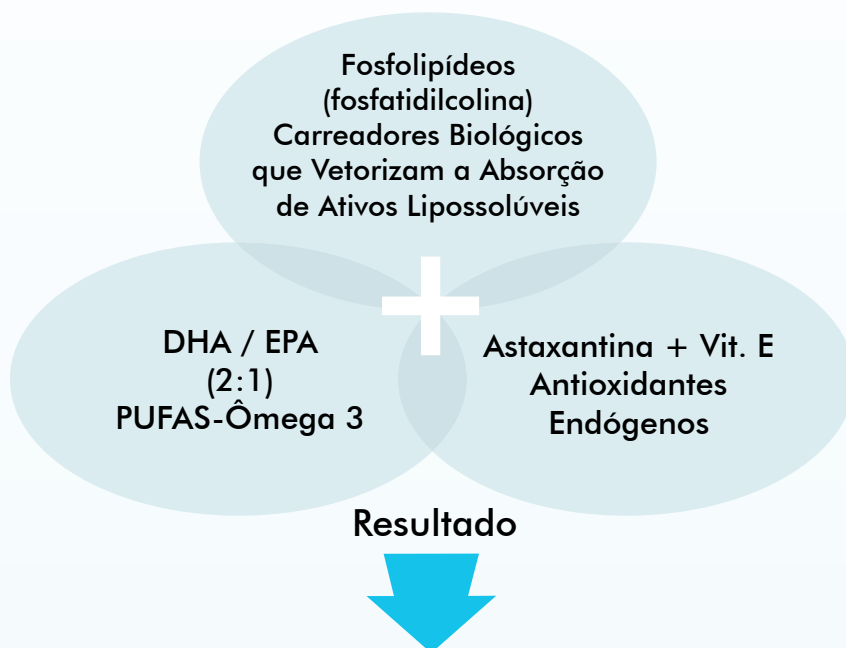 Fosfolipídeos
(fosfatidilcolina)
Carreadores Biológicos
que Vetorizam a Absorção
de Ativos Lipossolúveis
+
DHA / EPA
(2:1)
PUFAS-Ômega 3
Astaxantina + Vit. E
Antioxidantes
Endógenos
Resultado